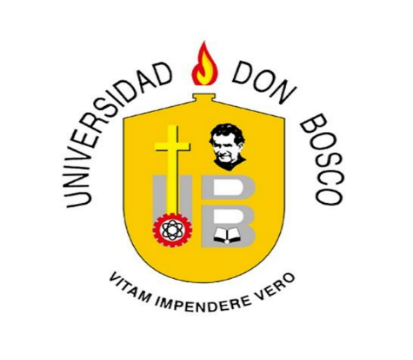 UNIVERSIDAD DON BOSCO
UDB
VITAM IMPENDERE VERO